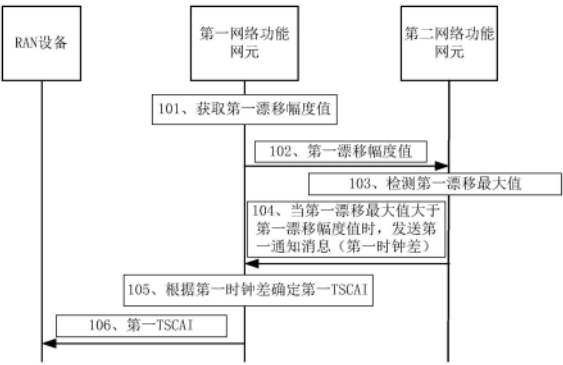 RAN设备
第一网络功能
网元
第二网络功能
网元
101、获取第一漂移幅度值
102、第一漂移幅度值
103、检测第一漂移最大值
104、当第一漂移最大值大于
第一漂移幅度值时，发送第
一通知消息（第一时钟差）
105、根据第一时钟差确定第一TSCAI
106、第一TSCAI